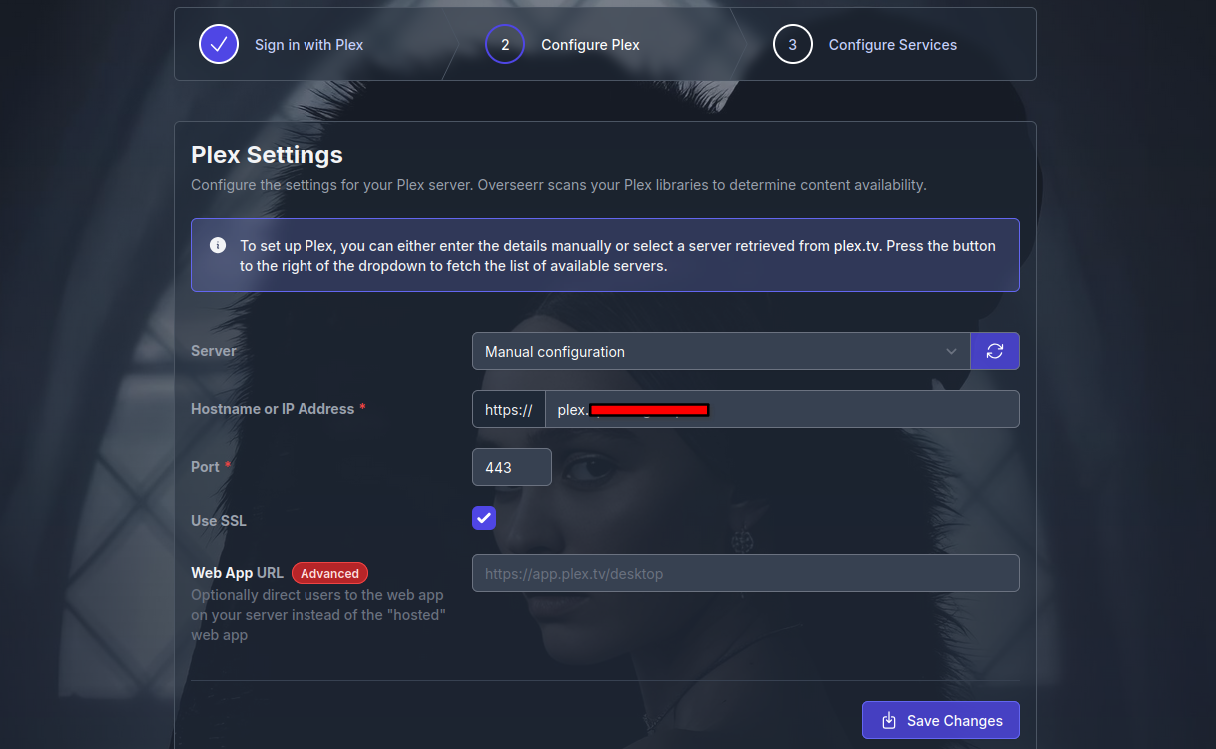 Sign in with Plex
2 Configure Plex
3 Configure Services
Plex Settings
Configure the settings for your Plex server. Overseerr scans your Plex libraries to determine content availability.
To set up Plex, you can either enter the details manually or select a server retrieved from plex.tv. Press the button
to the right of the dropdown to fetch the list of available servers.
Server
Manual configuration
Hostname or IP Address *
https:// plex.
Port *
443
Use SSL
Web App URL Advanced
https://app.plex.tv/desktop
Optionally direct users to the web app
on your server instead of the "hosted"
web app
Save Changes